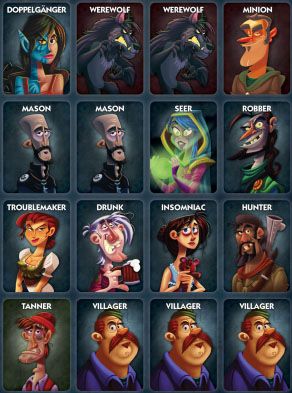 DOPPELGÄNGER
WEREWOLF
WEREWOLF
MINION
MASON
MASON
SEER
ROBBER
TROUBLEMAKER
DRUNK
INSOMNIAC
HUNTER
TANNER
VILLAGER
VILLAGER
VILLAGER